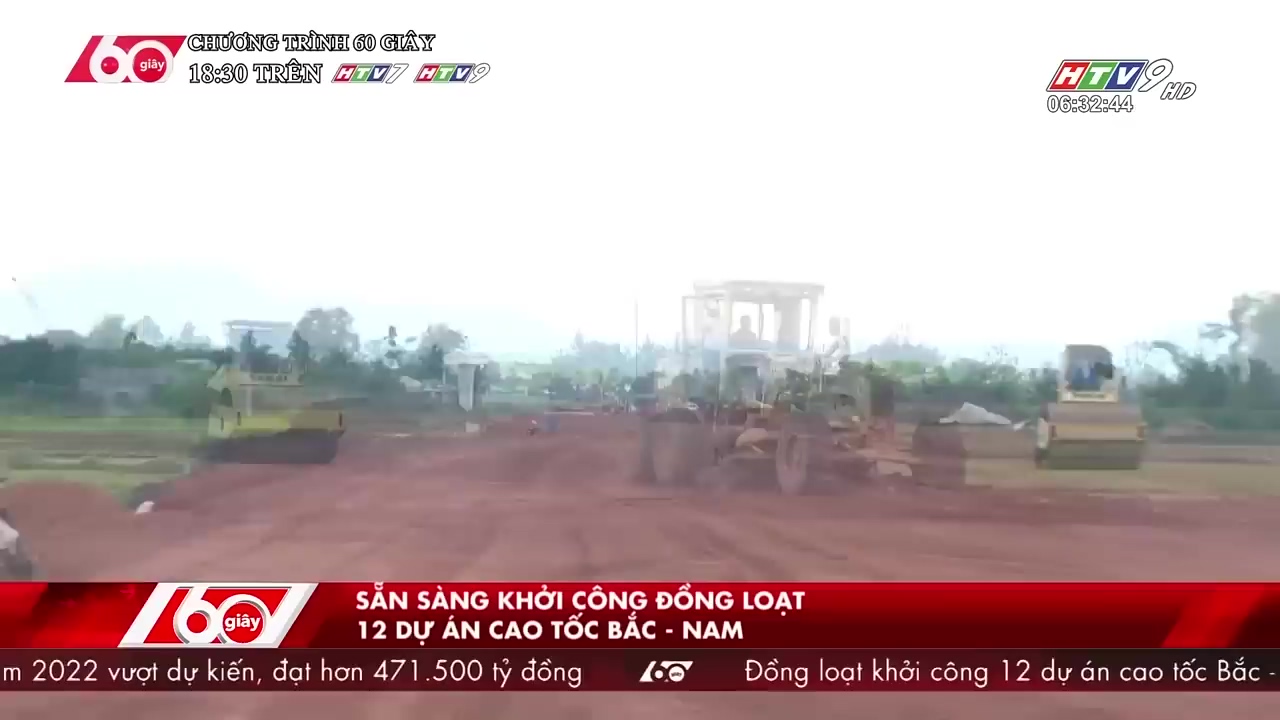 60 giây
CHƯƠNG TRÌNH 60 GIÂY
18:30 TRÊN HTV7 HTV9
HTV9 HD
06:32:44
60 giây
SẴN SÀNG KHỞI CÔNG ĐỒNG LOẠT
12 DỰ ÁN CAO TỐC BẮC - NAM
m 2022 vượt dự kiến, đạt hơn 471.500 tỷ đồng 60 giây Đồng loạt khởi công 12 dự án cao tốc Bắc -